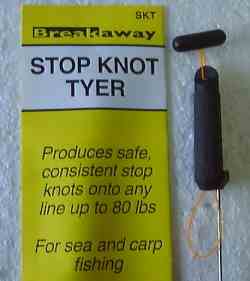 SKT
Breakaway
STOP KNOT
TYER
Produces safe,
consistent stop
knots onto any
line up to 80 lbs
For sea and carp
fishing